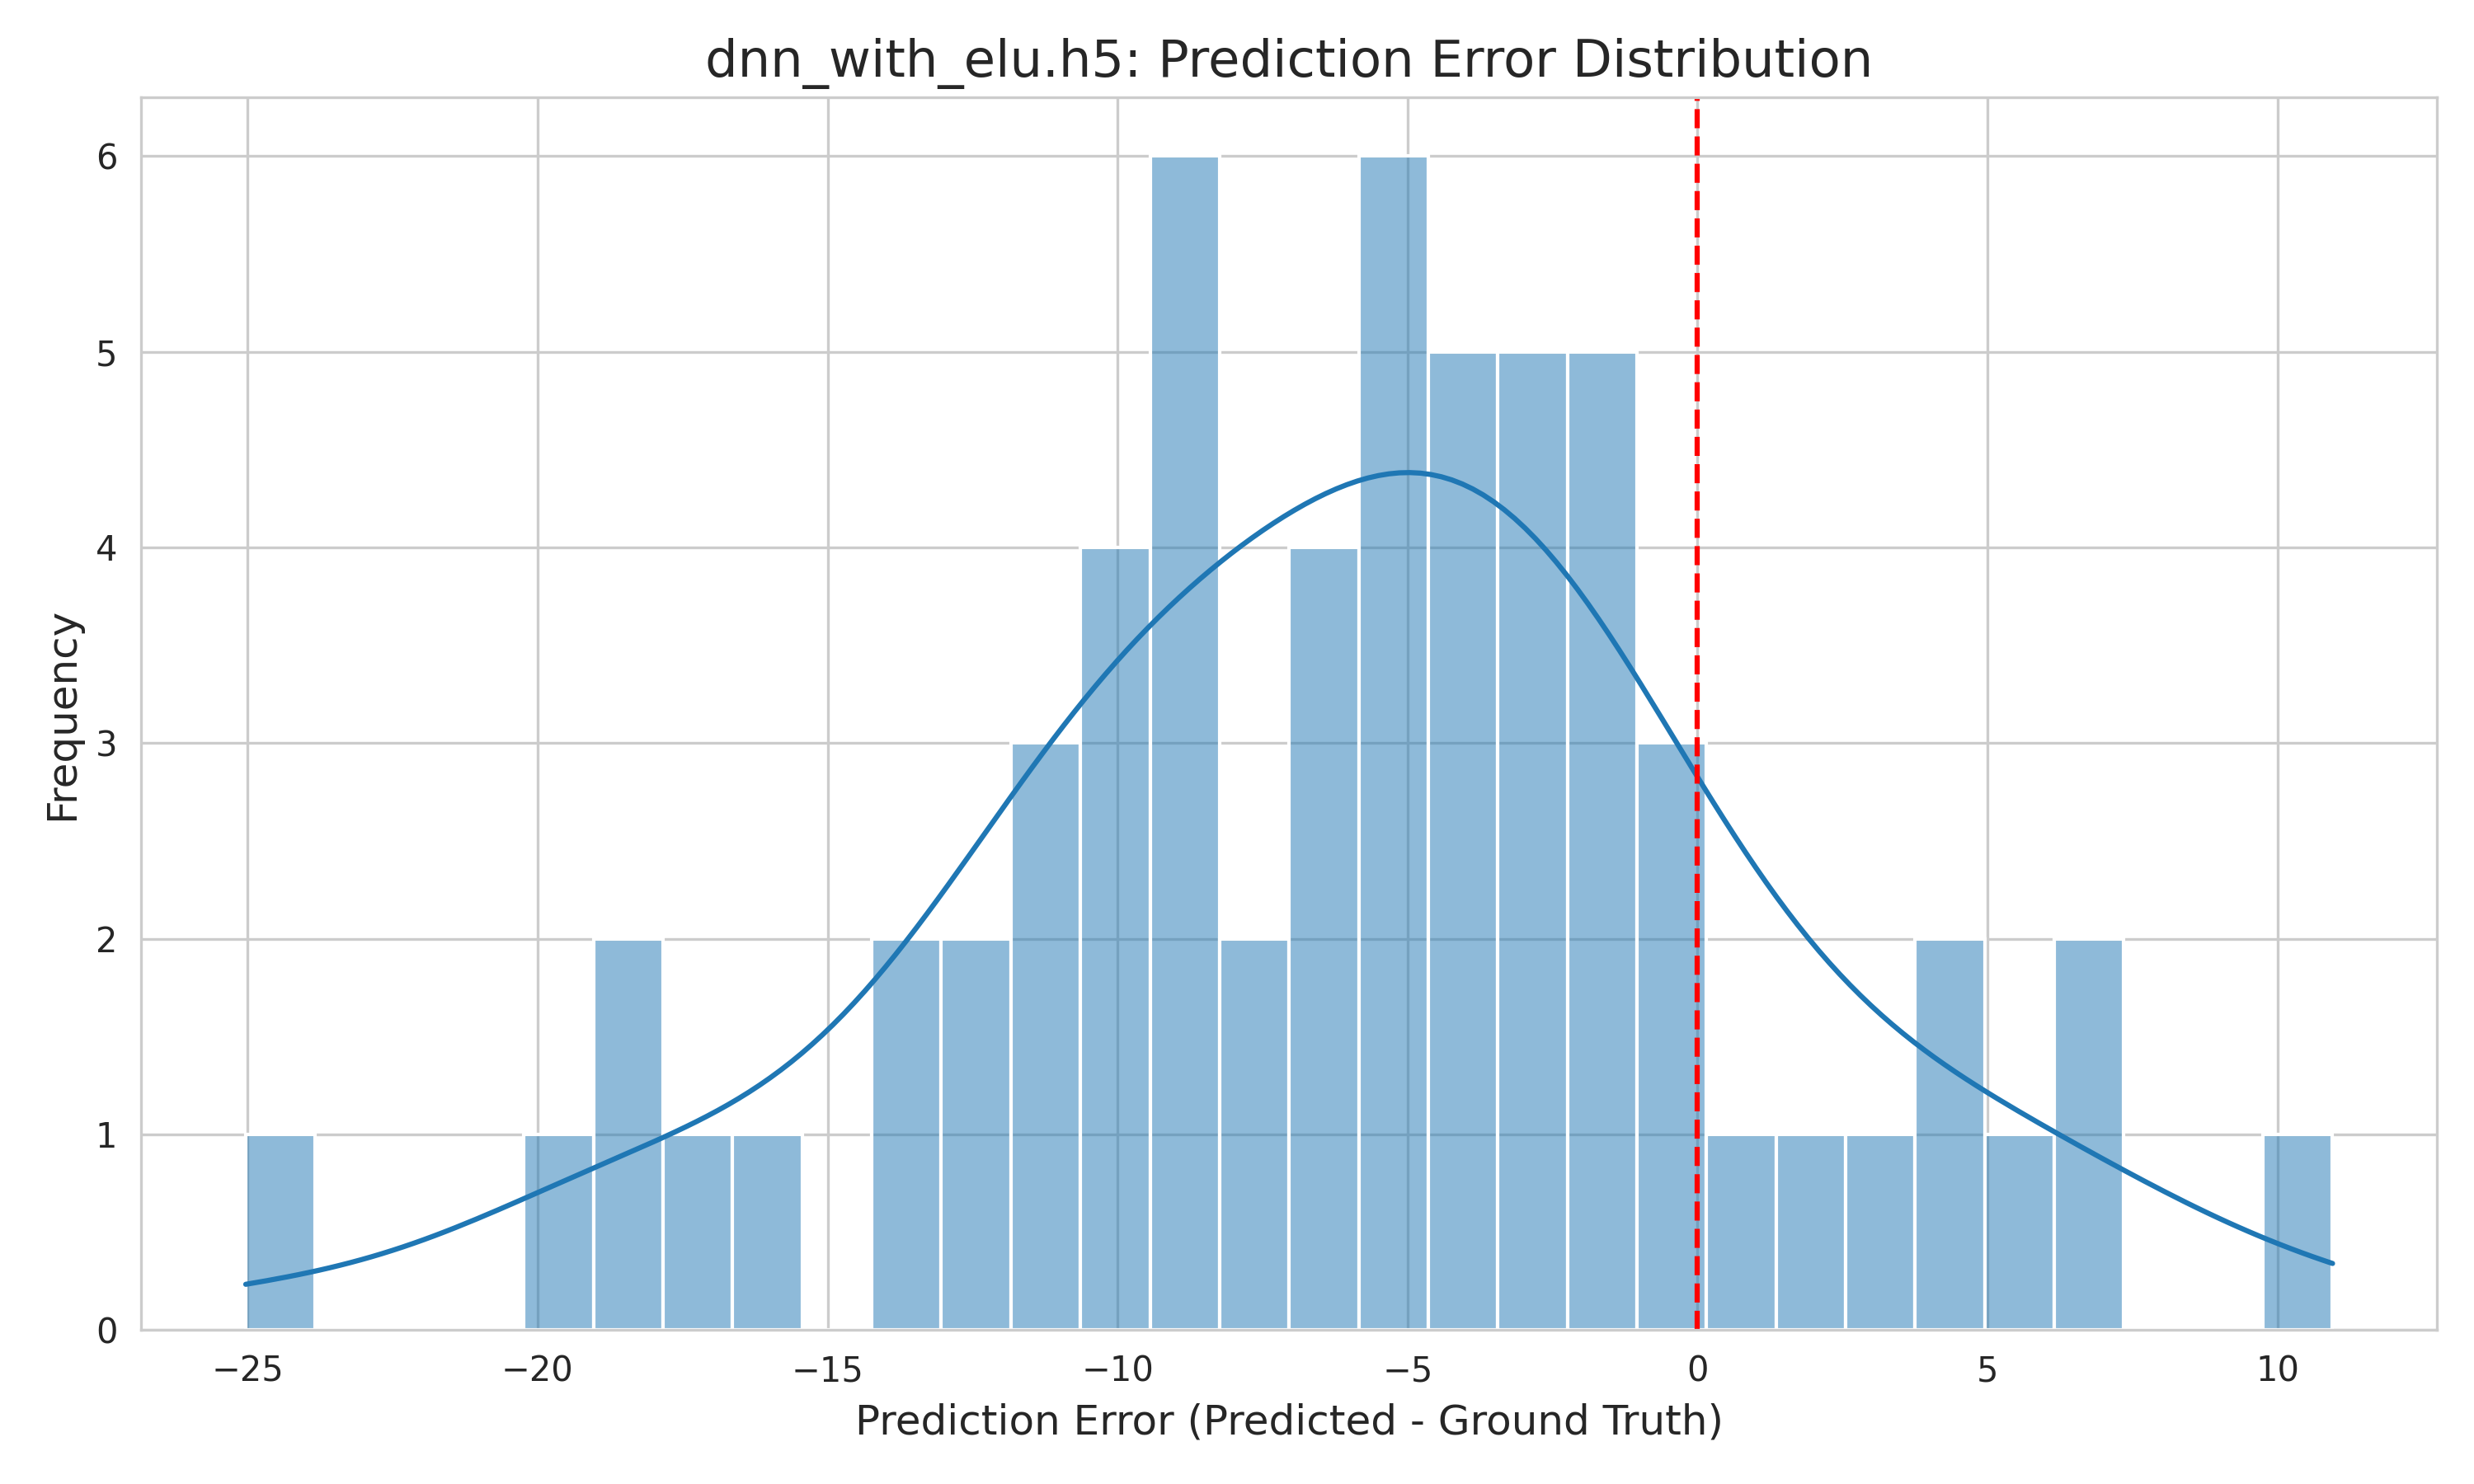 dnn_with_elu.h5: Prediction Error Distribution
Frequency
6
5
4
3
2
1
0
−25 −20 −15 −10 −5 0 5 10
Prediction Error (Predicted - Ground Truth)